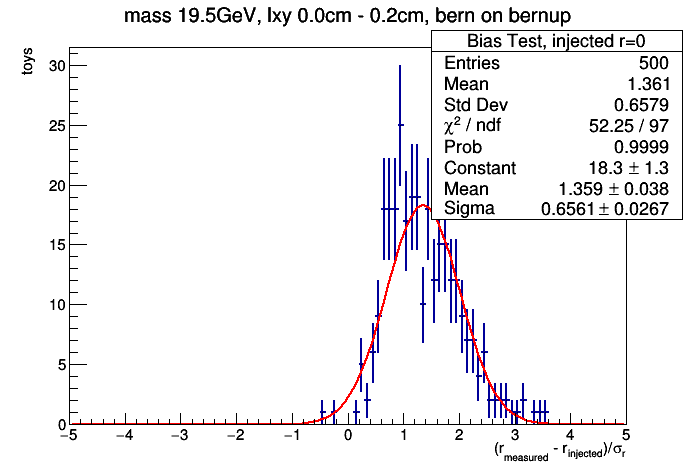 mass 19.5GeV, lxy 0.0cm - 0.2cm, bern on bernup
toys
Bias Test, injected r=0
Entries 500
Mean 1.361
Std Dev 0.6579
χ² / ndf 52.25 / 97
Prob 0.9999
Constant 18.3 ± 1.3
Mean 1.359 ± 0.038
Sigma 0.6561 ± 0.0267
30
25
20
15
10
5
0
−5 −4 −3 −2 −1 0 1 2 3 4 5
(r_measured - r_injected)/σ_r